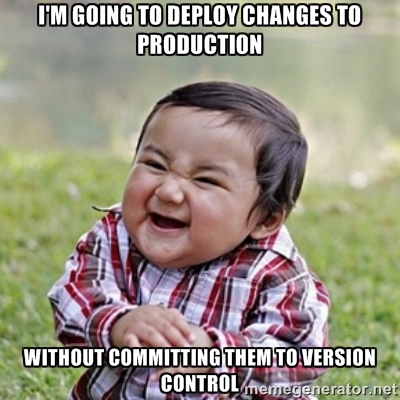 I'M GOING TO DEPLOY CHANGES TO
PRODUCTION
WITHOUT COMMITTING THEM TO VERSION
CONTROL
memegenerator.net